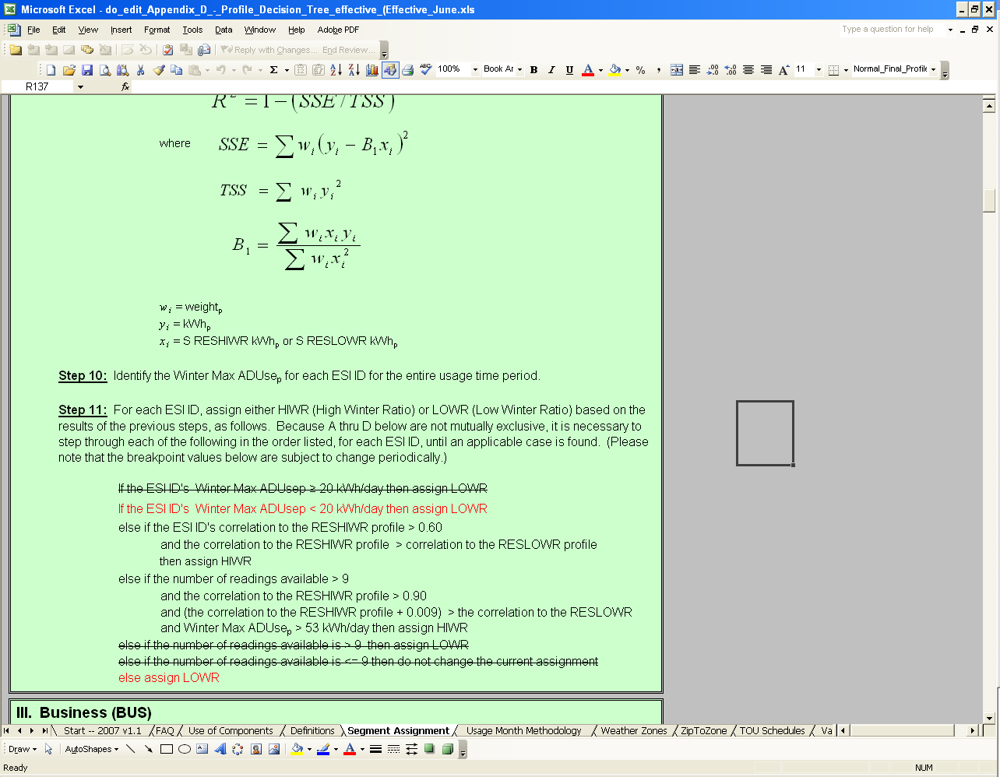 Microsoft Excel - do_edit_Appendix_D_-_Profile_Decision_Tree_effective_(Effective_June.xls
File Edit View Insert Format Tools Data Window Help Adobe PDF
Type a question for help
Reply with Changes... End Review...
100% Book Ar B I U A % , .00 A 11 Normal_Final_Profile
R137 fx
R² = 1 − (SSE / TSS)
where SSE = ∑ wᵢ(yᵢ − B₁xᵢ)²
TSS = ∑ wᵢ yᵢ²
B₁ = ∑ wᵢ xᵢ yᵢ
∑ wᵢ xᵢ²
wᵢ = weightₚ
yᵢ = kWhₚ
xᵢ = S RESHIWR kWhₚ or S RESLOWR kWhₚ
Step 10: Identify the Winter Max ADUseₚ for each ESI ID for the entire usage time period.
Step 11: For each ESI ID, assign either HIWR (High Winter Ratio) or LOWR (Low Winter Ratio) based on the
results of the previous steps, as follows. Because A thru D below are not mutually exclusive, it is necessary to
step through each of the following in the order listed, for each ESI ID, until an applicable case is found. (Please
note that the breakpoint values below are subject to change periodically.)
If the ESI ID's Winter Max ADUsep ≥ 20 kWh/day then assign LOWR
If the ESI ID's Winter Max ADUsep < 20 kWh/day then assign LOWR
else if the ESI ID's correlation to the RESHIWR profile > 0.60
and the correlation to the RESHIWR profile > correlation to the RESLOWR profile
then assign HIWR
else if the number of readings available > 9
and the correlation to the RESHIWR profile > 0.90
and (the correlation to the RESHIWR profile + 0.009) > the correlation to the RESLOWR
and Winter Max ADUseₚ > 53 kWh/day then assign HIWR
else if the number of readings available is > 9 then assign LOWR
else if the number of readings available is <= 9 then do not change the current assignment
else assign LOWR
III. Business (BUS)
Start -- 2007 v1.1 FAQ Use of Components Definitions Segment Assignment Usage Month Methodology Weather Zones ZipToZone TOU Schedules Va
Draw AutoShapes A
Ready NUM